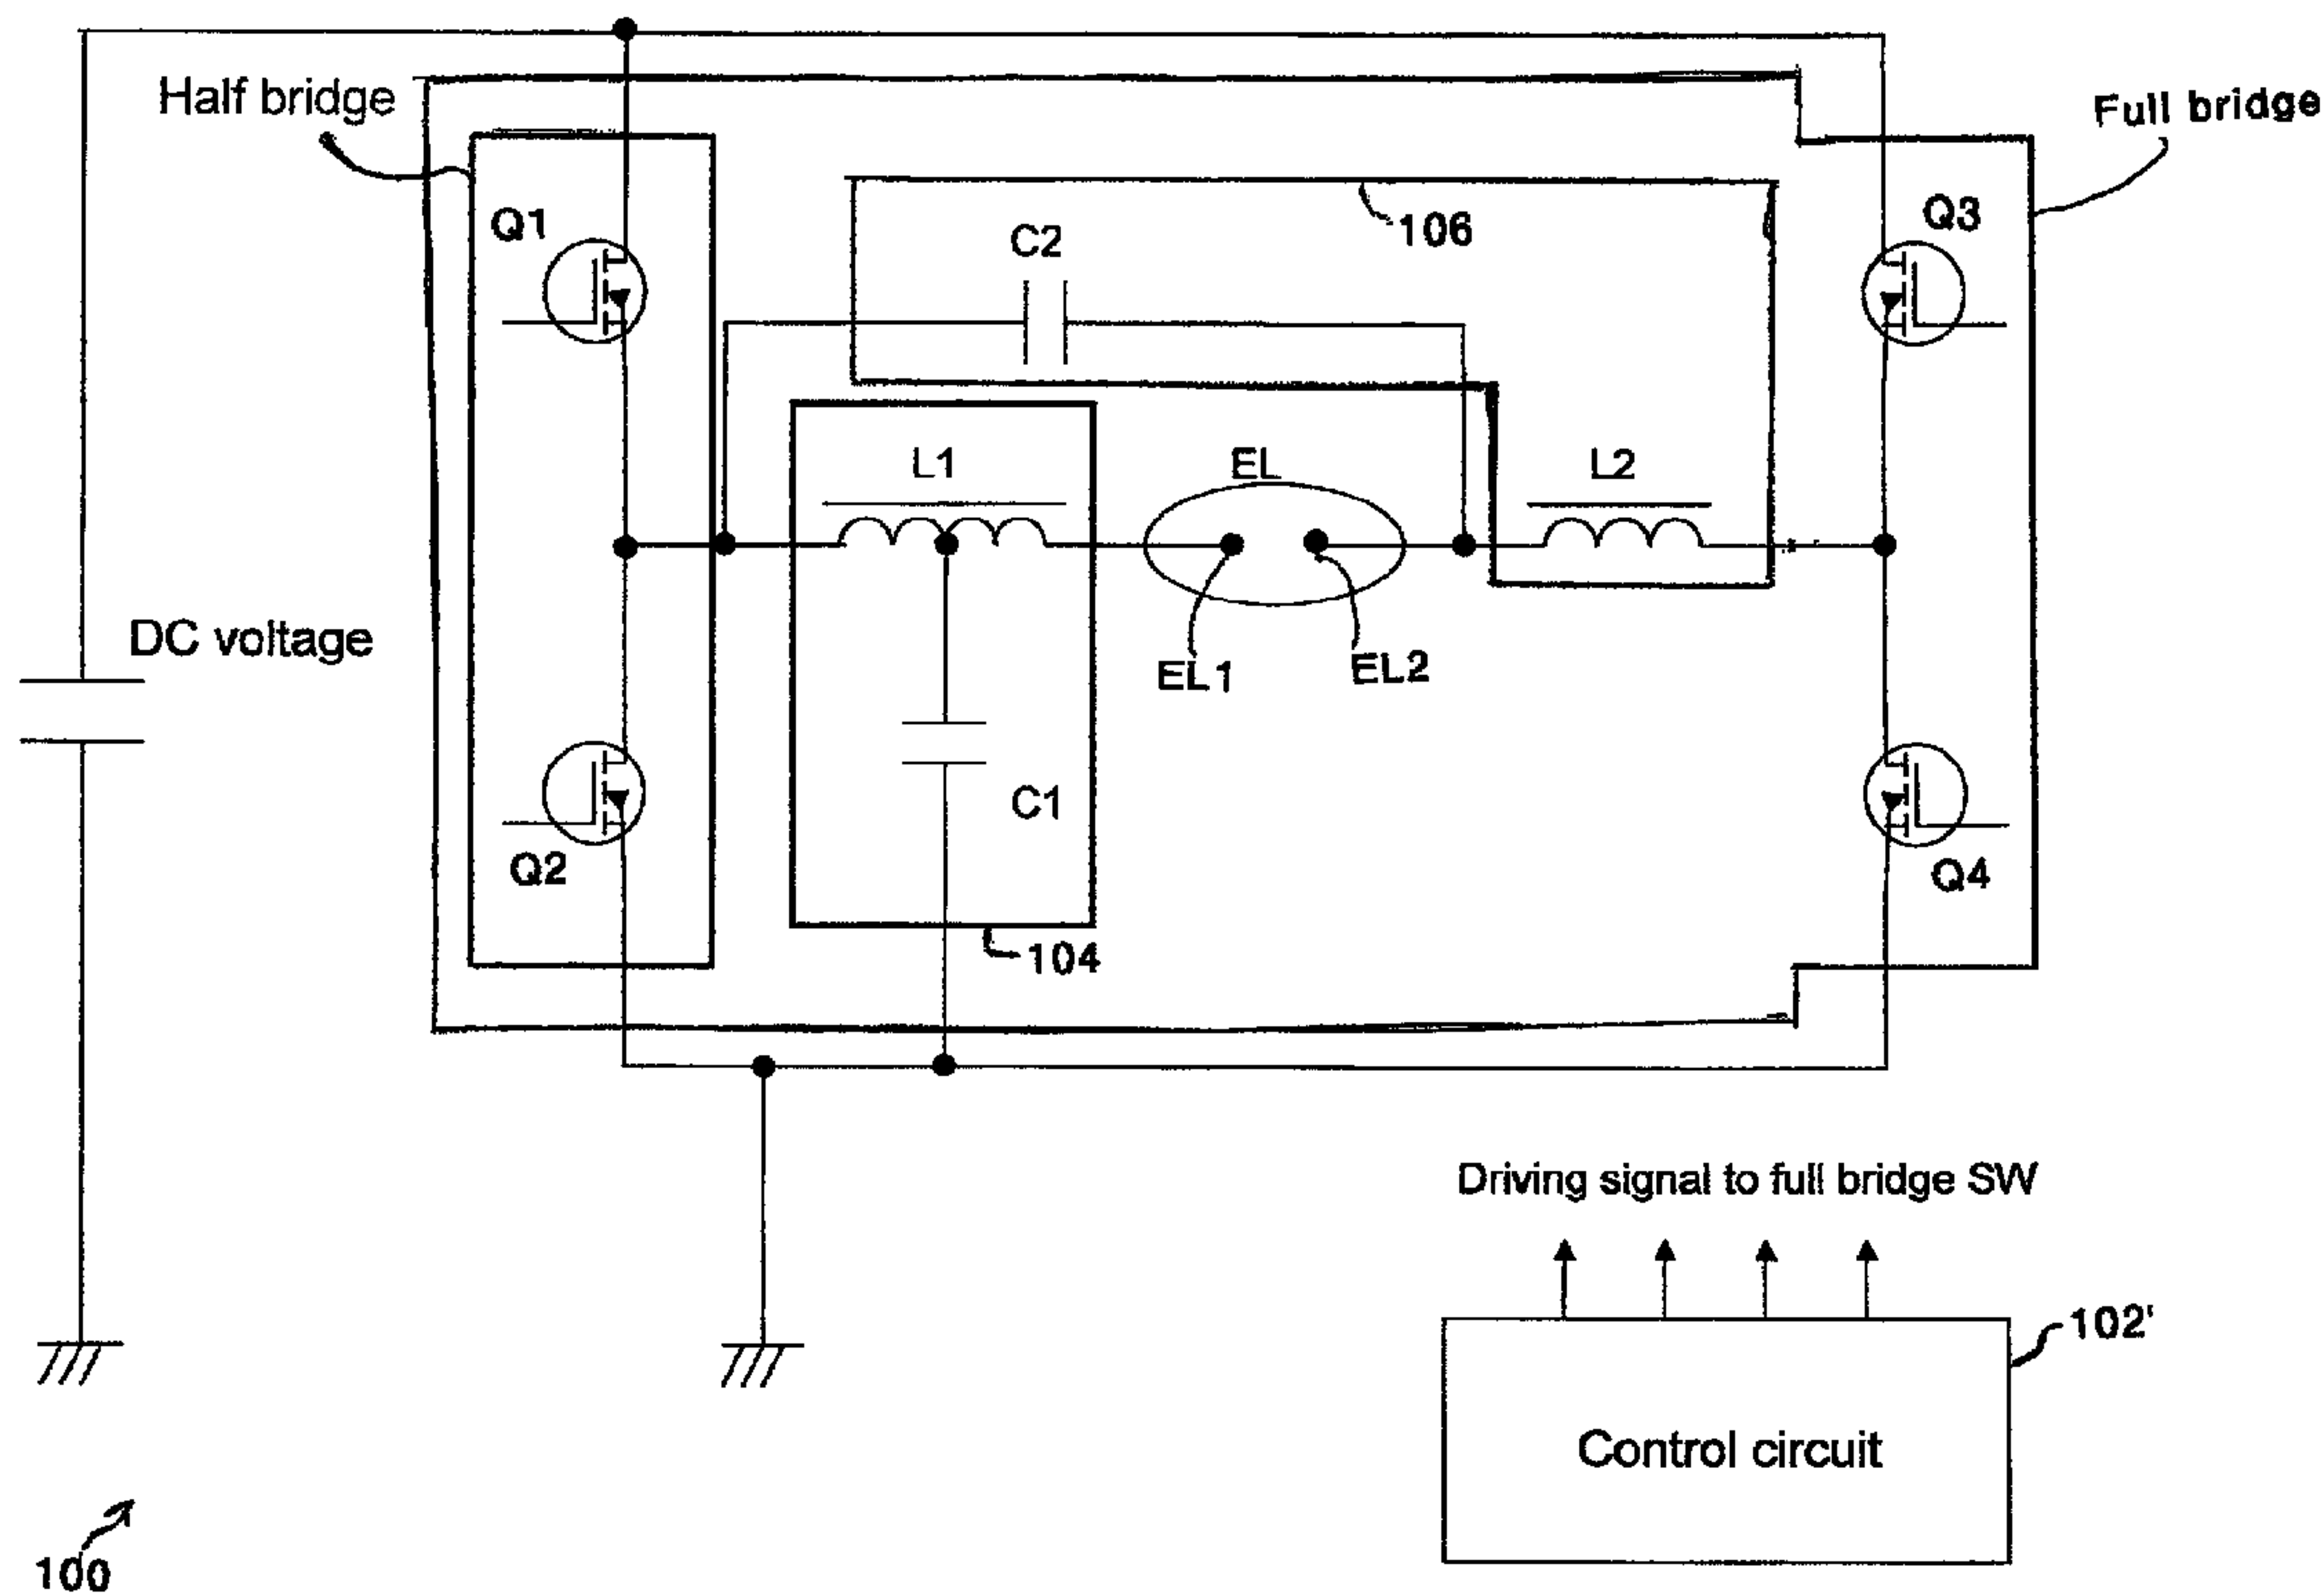 Half bridge
Full bridge
Q1
Q3
106
C2
L1
EL
L2
DC voltage
EL1
EL2
C1
Q2
Q4
104
Driving signal to full bridge SW
102'
Control circuit
100